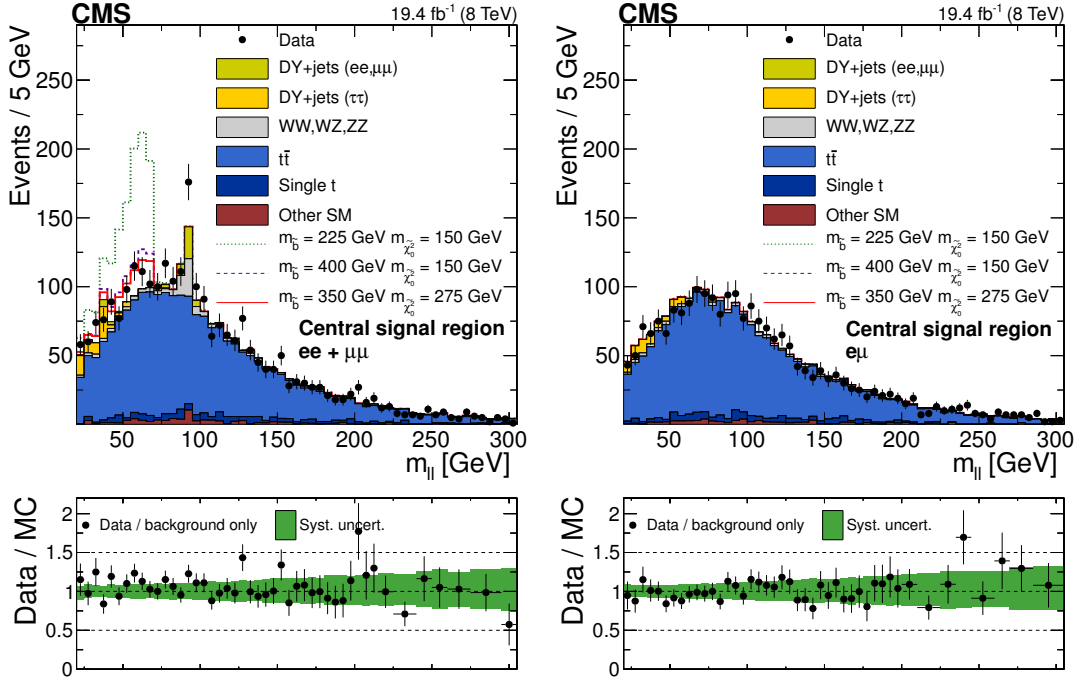 CMS 19.4 fb⁻¹ (8 TeV)
Events / 5 GeV
300
250
200
150
100
50
Data
DY+jets (ee,μμ)
DY+jets (ττ)
WW,WZ,ZZ
tt̄
Single t
Other SM
m_b̃ = 225 GeV m_χ̃⁰₂ = 150 GeV
m_b̃ = 400 GeV m_χ̃⁰₂ = 150 GeV
m_b̃ = 350 GeV m_χ̃⁰₂ = 275 GeV
Central signal region
ee + μμ
50 100 150 200 250 300
m_ll [GeV]
Data / MC
2
1.5
1
0.5
0
Data / background only Syst. uncert.
CMS 19.4 fb⁻¹ (8 TeV)
Events / 5 GeV
300
250
200
150
100
50
Data
DY+jets (ee,μμ)
DY+jets (ττ)
WW,WZ,ZZ
tt̄
Single t
Other SM
m_b̃ = 225 GeV m_χ̃⁰₂ = 150 GeV
m_b̃ = 400 GeV m_χ̃⁰₂ = 150 GeV
m_b̃ = 350 GeV m_χ̃⁰₂ = 275 GeV
Central signal region
eμ
50 100 150 200 250 300
m_ll [GeV]
Data / MC
2
1.5
1
0.5
0
Data / background only Syst. uncert.